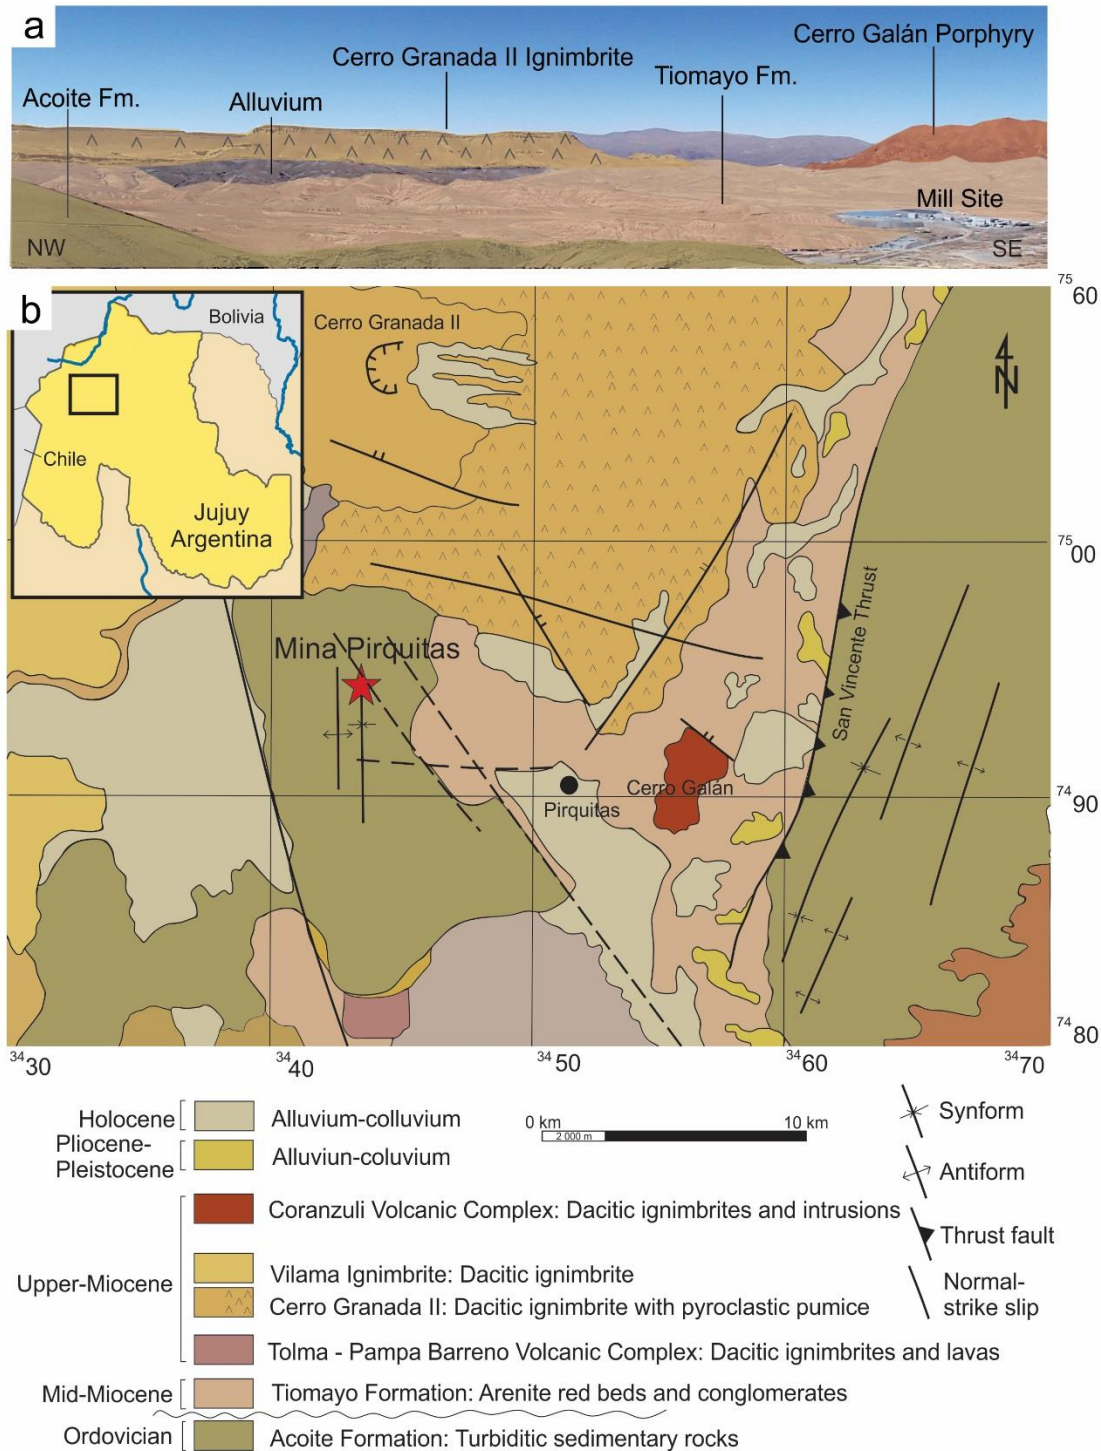 a
Cerro Galán Porphyry
Cerro Granada II Ignimbrite
Tiomayo Fm.
Acoite Fm.
Alluvium
Mill Site
NW
SE
b
Bolivia
Chile
Jujuy
Argentina
Cerro Granada II
N
75 60
75 00
Mina Pirquitas
San Vincente Thrust
Cerro Galán
Pirquitas
74 90
74 80
34 30
34 40
34 50
34 60
34 70
Holocene
Alluvium-colluvium
Pliocene-
Pleistocene
Alluviun-coluvium
0 km
10 km
2 000 m
Synform
Antiform
Thrust fault
Normal-
strike slip
Upper-Miocene
Coranzuli Volcanic Complex: Dacitic ignimbrites and intrusions
Vilama Ignimbrite: Dacitic ignimbrite
Cerro Granada II: Dacitic ignimbrite with pyroclastic pumice
Tolma - Pampa Barreno Volcanic Complex: Dacitic ignimbrites and lavas
Mid-Miocene
Tiomayo Formation: Arenite red beds and conglomerates
Ordovician
Acoite Formation: Turbiditic sedimentary rocks